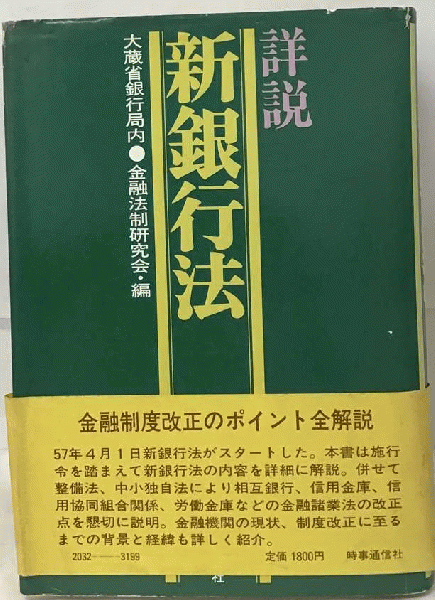 詳説
新銀行法
大蔵省銀行局内●金融法制研究会・編
金融制度改正のポイント全解説
57年4月1日新銀行法がスタートした。本書は施行
令を踏まえて新銀行法の内容を詳細に解説。併せて
整備法、中小独自法により相互銀行、信用金庫、信
用協同組合関係、労働金庫などの金融諸業法の改正
点を懇切に説明。金融機関の現状、制度改正に至る
までの背景と経緯も詳しく紹介。
2032-――3199
定価 1800円
時事通信社
社